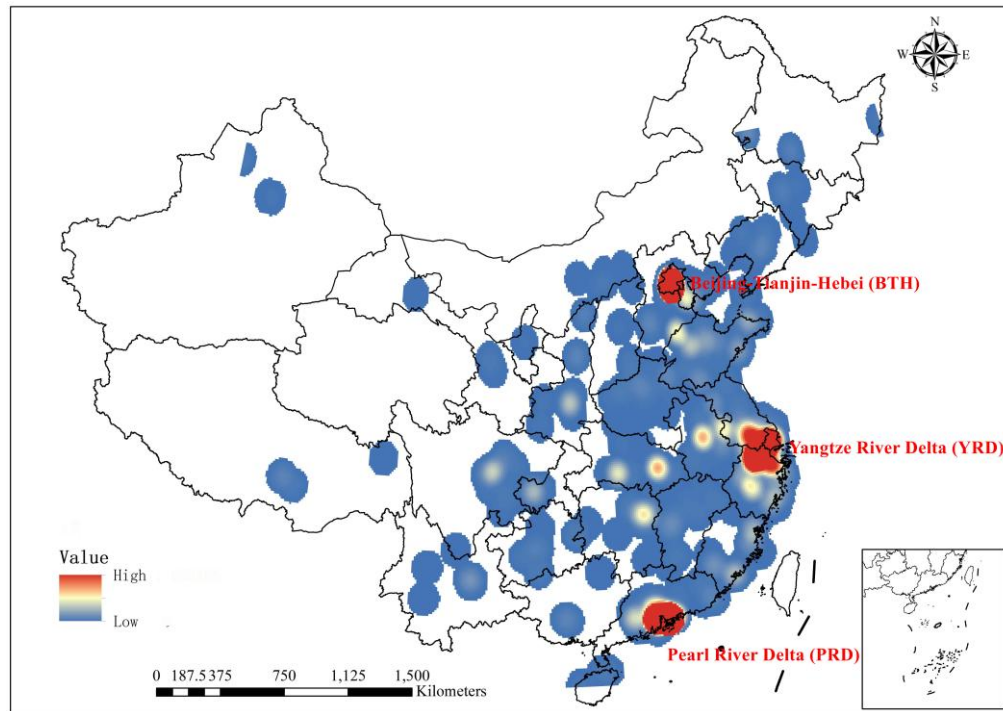 N
W E
S
Beijing-Tianjin-Hebei (BTH)
Yangtze River Delta (YRD)
Value
High
Low
Pearl River Delta (PRD)
0 187.5 375 750 1,125 1,500
Kilometers